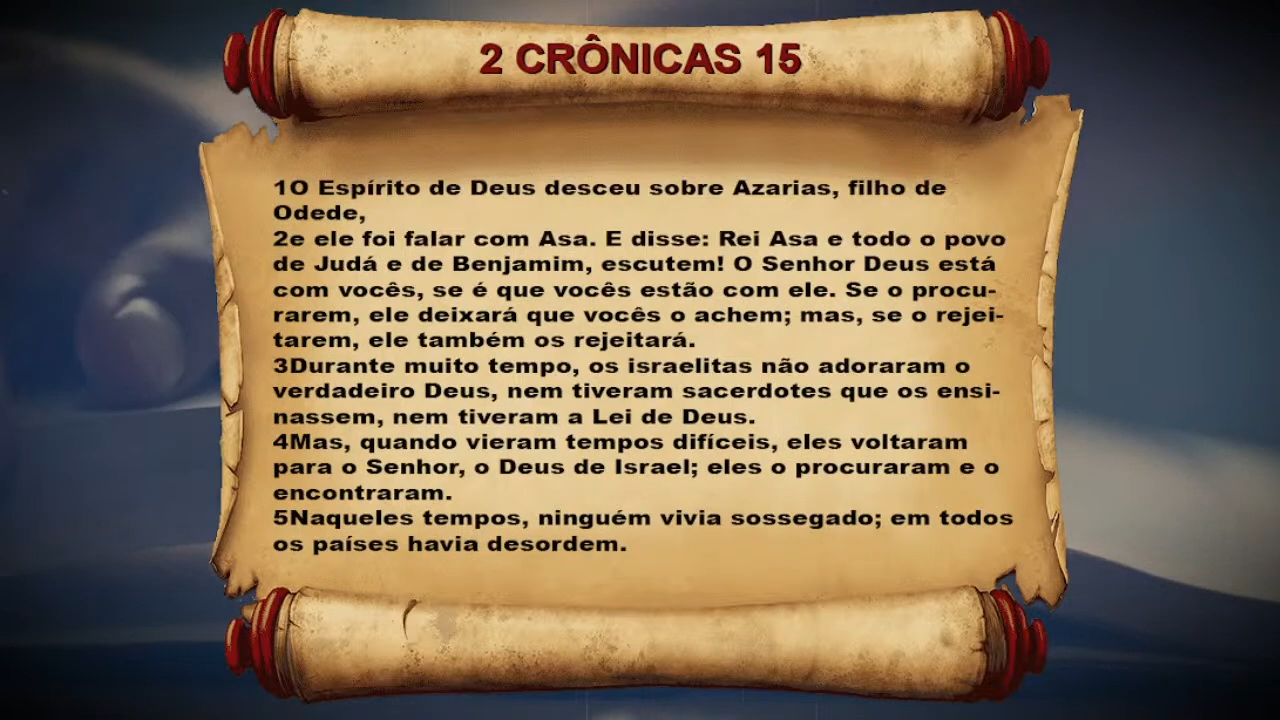 2 CRÔNICAS 15
1O Espírito de Deus desceu sobre Azarias, filho de
Odede,
2e ele foi falar com Asa. E disse: Rei Asa e todo o povo
de Judá e de Benjamim, escutem! O Senhor Deus está
com vocês, se é que vocês estão com ele. Se o procu-
rarem, ele deixará que vocês o achem; mas, se o rejei-
tarem, ele também os rejeitará.
3Durante muito tempo, os israelitas não adoraram o
verdadeiro Deus, nem tiveram sacerdotes que os ensi-
nassem, nem tiveram a Lei de Deus.
4Mas, quando vieram tempos difíceis, eles voltaram
para o Senhor, o Deus de Israel; eles o procuraram e o
encontraram.
5Naqueles tempos, ninguém vivia sossegado; em todos
os países havia desordem.